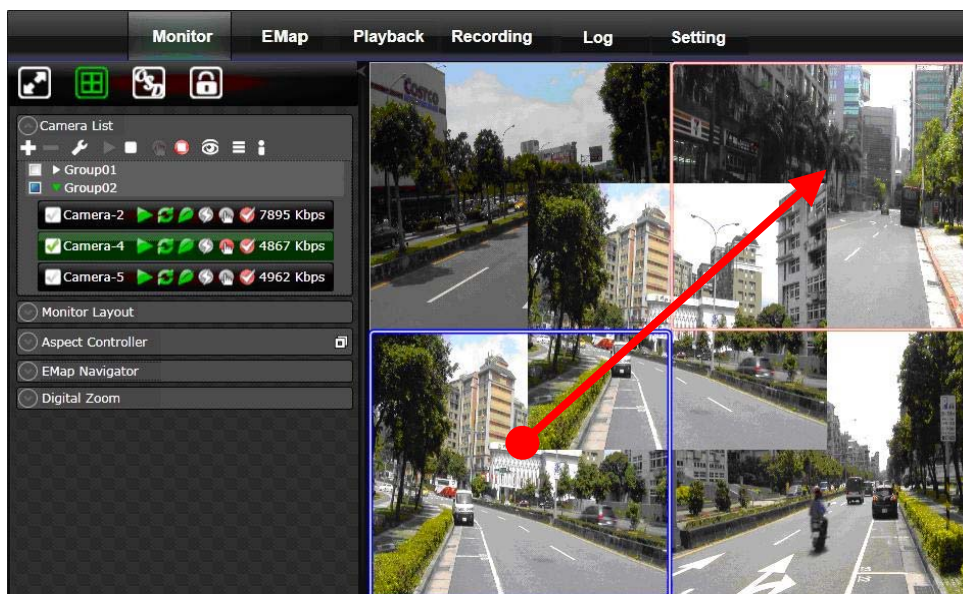 Monitor EMap Playback Recording Log Setting
OSD
Camera List
Group01
Group02
Camera-2 7895 Kbps
Camera-4 4867 Kbps
Camera-5 4962 Kbps
Monitor Layout
Aspect Controller
EMap Navigator
Digital Zoom
COSTCO